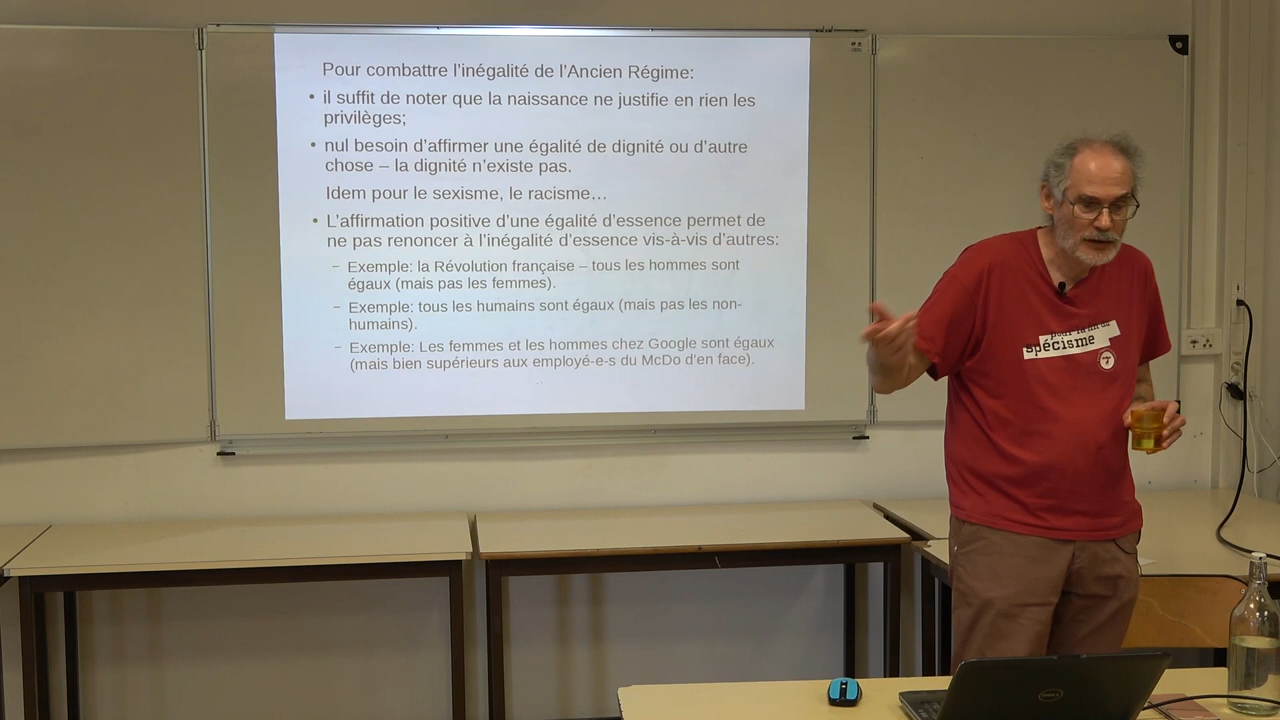 Pour combattre l'inégalité de l'Ancien Régime:
• il suffit de noter que la naissance ne justifie en rien les
privilèges;
• nul besoin d'affirmer une égalité de dignité ou d'autre
chose – la dignité n'existe pas.
Idem pour le sexisme, le racisme…
• L'affirmation positive d'une égalité d'essence permet de
ne pas renoncer à l'inégalité d'essence vis-à-vis d'autres:
– Exemple: la Révolution française – tous les hommes sont
égaux (mais pas les femmes).
– Exemple: tous les humains sont égaux (mais pas les non-
humains).
– Exemple: Les femmes et les hommes chez Google sont égaux
(mais bien supérieurs aux employé-e-s du McDo d'en face).
pour la fin du
spécisme
DELL